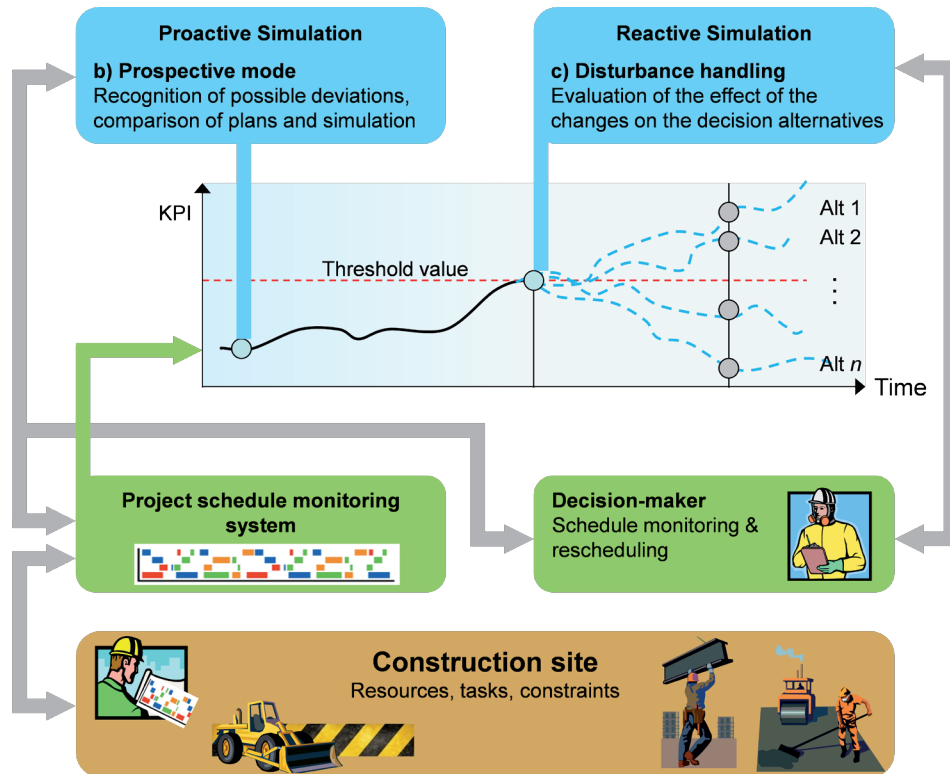 Proactive Simulation
b) Prospective mode
Recognition of possible deviations,
comparison of plans and simulation
Reactive Simulation
c) Disturbance handling
Evaluation of the effect of the
changes on the decision alternatives
KPI
Threshold value
Alt 1
Alt 2
⋮
Alt n
Time
Project schedule monitoring
system
Decision-maker
Schedule monitoring &
rescheduling
Construction site
Resources, tasks, constraints